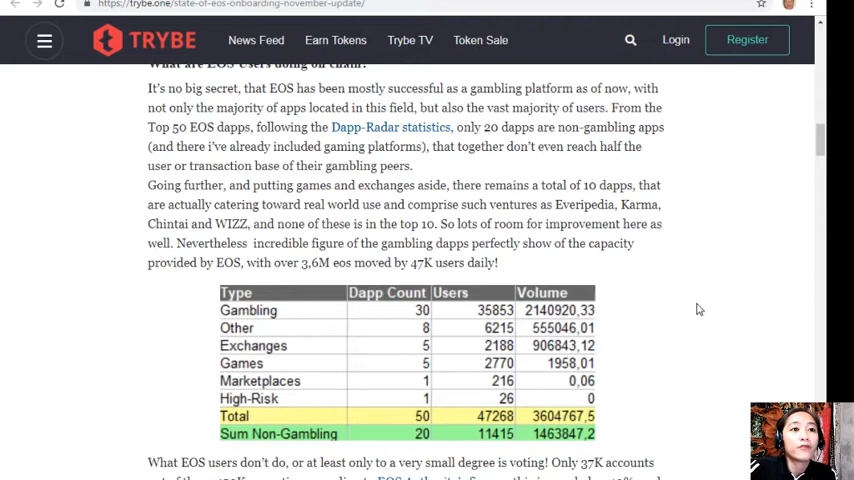 https://trybe.one/state-of-eos-onboarding-november-update/
TRYBE
News Feed
Earn Tokens
Trybe TV
Token Sale
Login
Register
What are EOS Users doing on chain?
It's no big secret, that EOS has been mostly successful as a gambling platform as of now, with
not only the majority of apps located in this field, but also the vast majority of users. From the
Top 50 EOS dapps, following the Dapp-Radar statistics, only 20 dapps are non-gambling apps
(and there i've already included gaming platforms), that together don't even reach half the
user or transaction base of their gambling peers.
Going further, and putting games and exchanges aside, there remains a total of 10 dapps, that
are actually catering toward real world use and comprise such ventures as Everipedia, Karma,
Chintai and WIZZ, and none of these is in the top 10. So lots of room for improvement here as
well. Nevertheless incredible figure of the gambling dapps perfectly show of the capacity
provided by EOS, with over 3,6M eos moved by 47K users daily!
Type Dapp Count Users Volume
Gambling 30 35853 2140920,33
Other 8 6215 555046,01
Exchanges 5 2188 906843,12
Games 5 2770 1958,01
Marketplaces 1 216 0,06
High-Risk 1 26 0
Total 50 47268 3604767,5
Sum Non-Gambling 20 11415 1463847,2
What EOS users don't do, or at least only to a very small degree is voting! Only 37K accounts